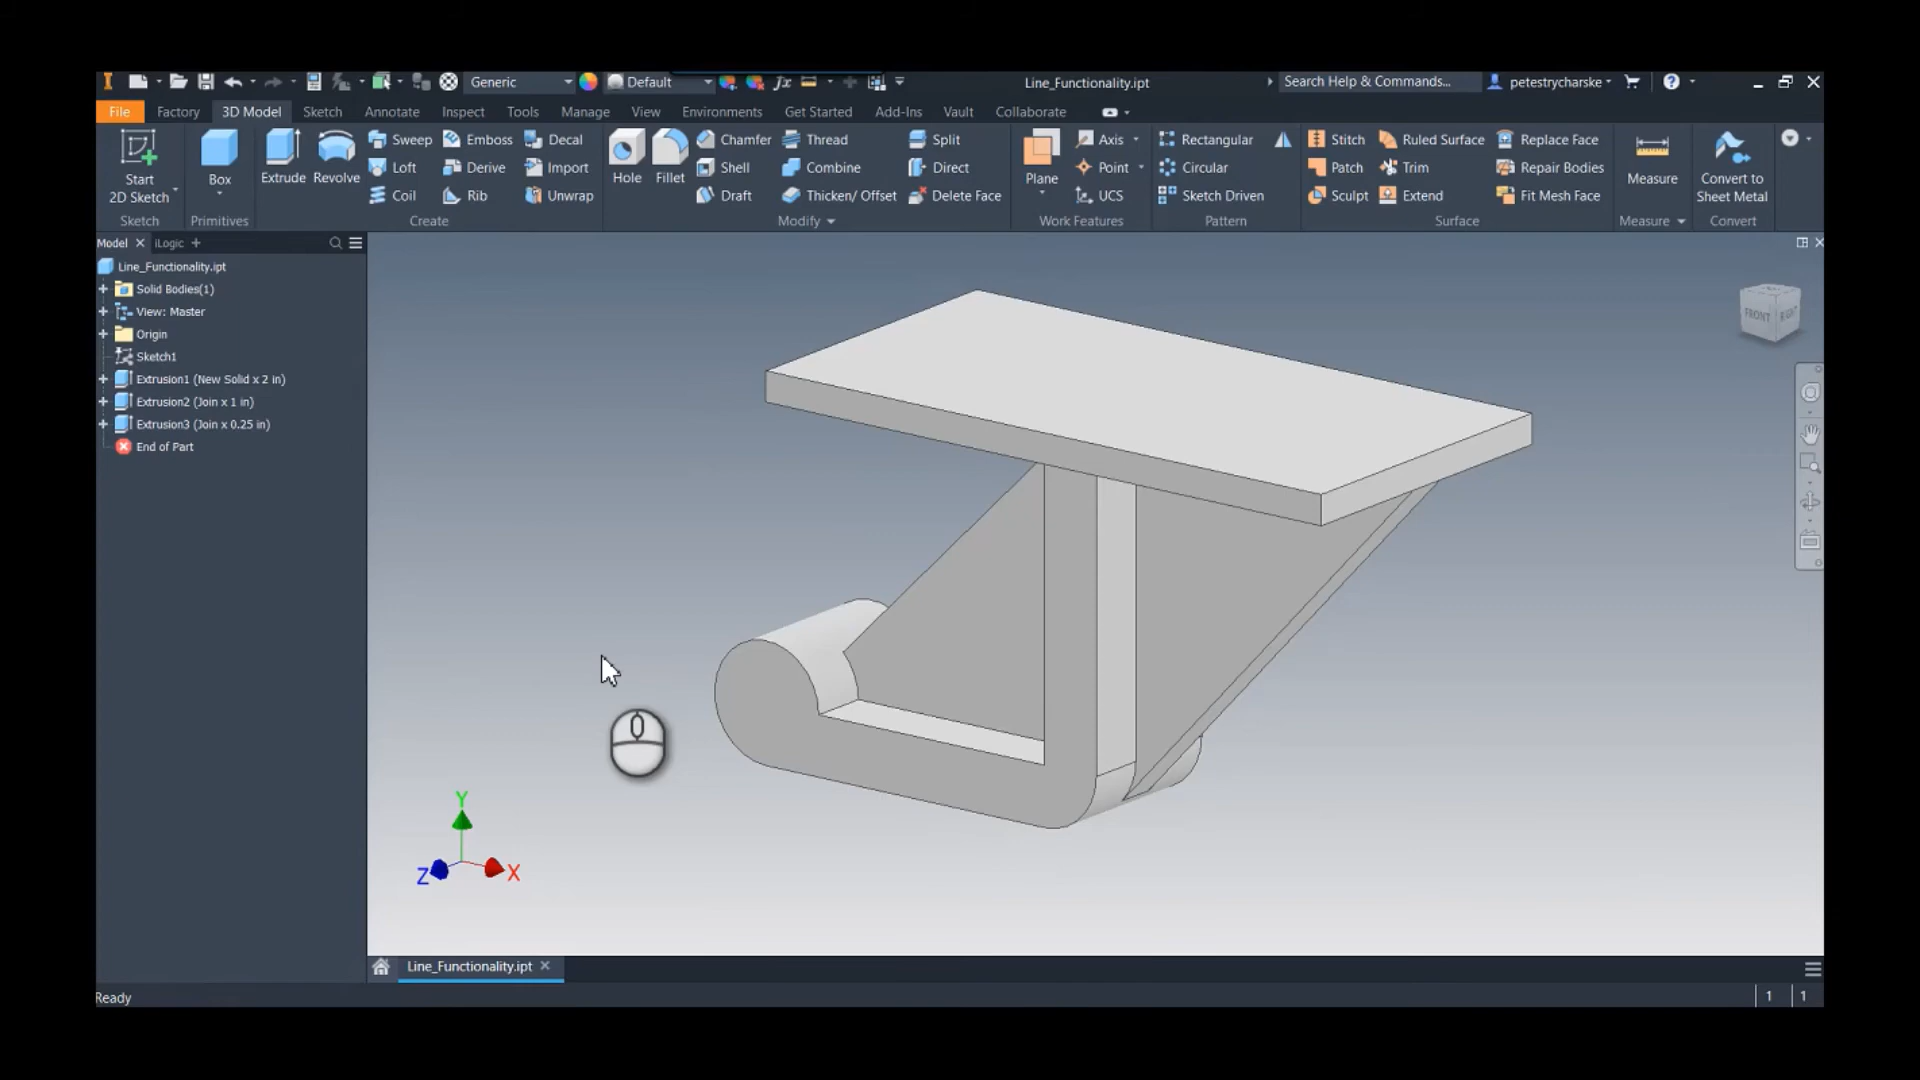 Generic Default Line_Functionality.ipt Search Help & Commands... petestrycharske
File Factory 3D Model Sketch Annotate Inspect Tools Manage View Environments Get Started Add-Ins Vault Collaborate
Sweep Emboss Decal Chamfer Thread Split Axis Rectangular Stitch Ruled Surface Replace Face
Start 2D Sketch Box Extrude Revolve Loft Derive Import Hole Fillet Shell Combine Direct Plane Point Circular Patch Trim Repair Bodies Measure Convert to Sheet Metal
Coil Rib Unwrap Draft Thicken/ Offset Delete Face UCS Sketch Driven Sculpt Extend Fit Mesh Face
Sketch Primitives Create Modify Work Features Pattern Surface Measure Convert
Model iLogic
Line_Functionality.ipt
Solid Bodies(1)
View: Master
Origin
Sketch1
Extrusion1 (New Solid x 2 in)
Extrusion2 (Join x 1 in)
Extrusion3 (Join x 0.25 in)
End of Part
FRONT RIGHT
Y
Z X
Line_Functionality.ipt
Ready 1 1